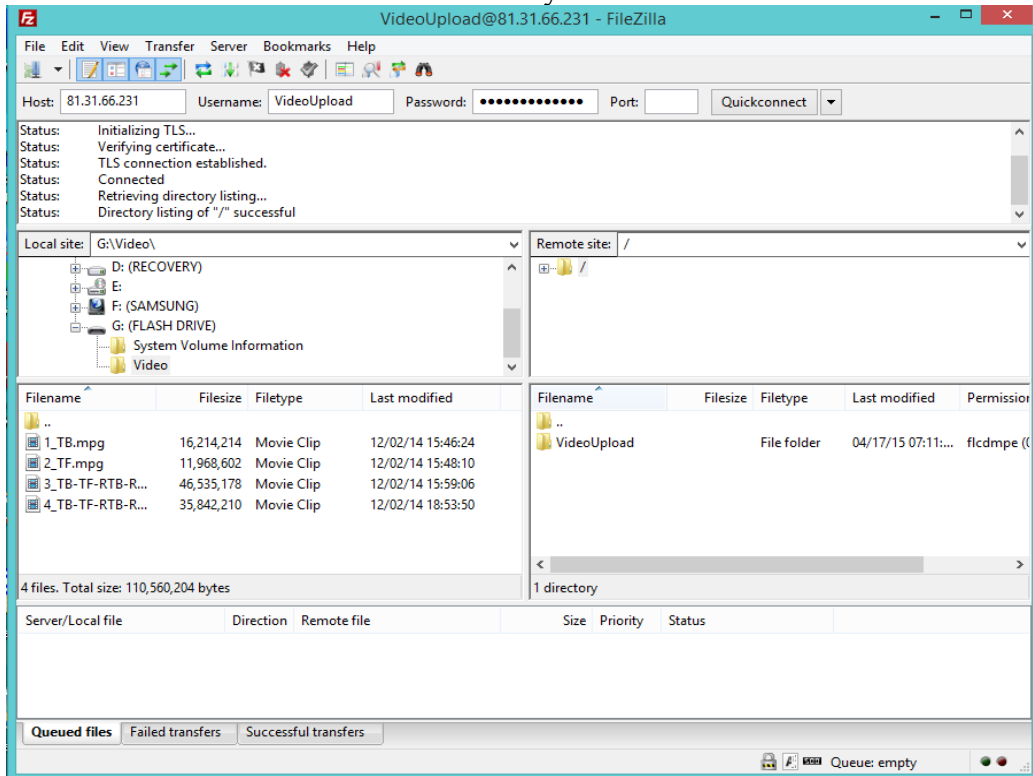 VideoUpload@81.31.66.231 - FileZilla
File Edit View Transfer Server Bookmarks Help
Host: 81.31.66.231 Username: VideoUpload Password: ●●●●●●●●●●●●● Port: Quickconnect
Status: Initializing TLS...
Status: Verifying certificate...
Status: TLS connection established.
Status: Connected
Status: Retrieving directory listing...
Status: Directory listing of "/" successful
Local site: G:\Video\ Remote site: /
D: (RECOVERY) /
E:
F: (SAMSUNG)
G: (FLASH DRIVE)
System Volume Information
Video
Filename Filesize Filetype Last modified Filename Filesize Filetype Last modified Permission
.. ..
1_TB.mpg 16,214,214 Movie Clip 12/02/14 15:46:24 VideoUpload File folder 04/17/15 07:11:... flcdmpe (0
2_TF.mpg 11,968,602 Movie Clip 12/02/14 15:48:10
3_TB-TF-RTB-R... 46,535,178 Movie Clip 12/02/14 15:59:06
4_TB-TF-RTB-R... 35,842,210 Movie Clip 12/02/14 18:53:50
4 files. Total size: 110,560,204 bytes 1 directory
Server/Local file Direction Remote file Size Priority Status
Queued files Failed transfers Successful transfers
Queue: empty